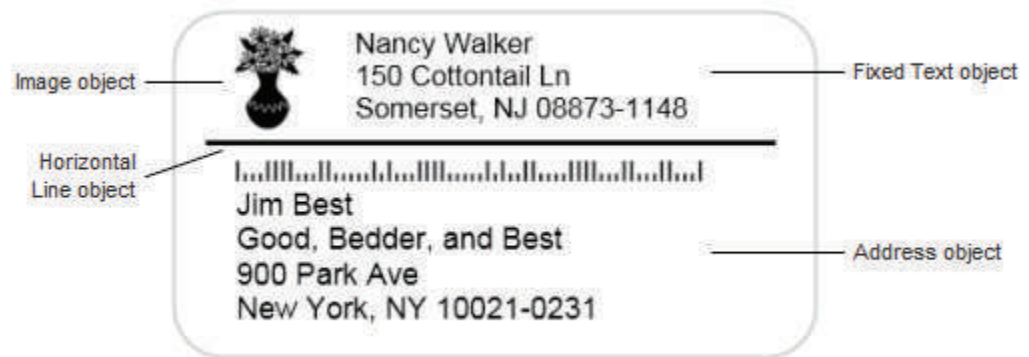 Nancy Walker
150 Cottontail Ln
Somerset, NJ 08873-1148
Image object
Fixed Text object
Horizontal
Line object
Jim Best
Good, Bedder, and Best
900 Park Ave
New York, NY 10021-0231
Address object